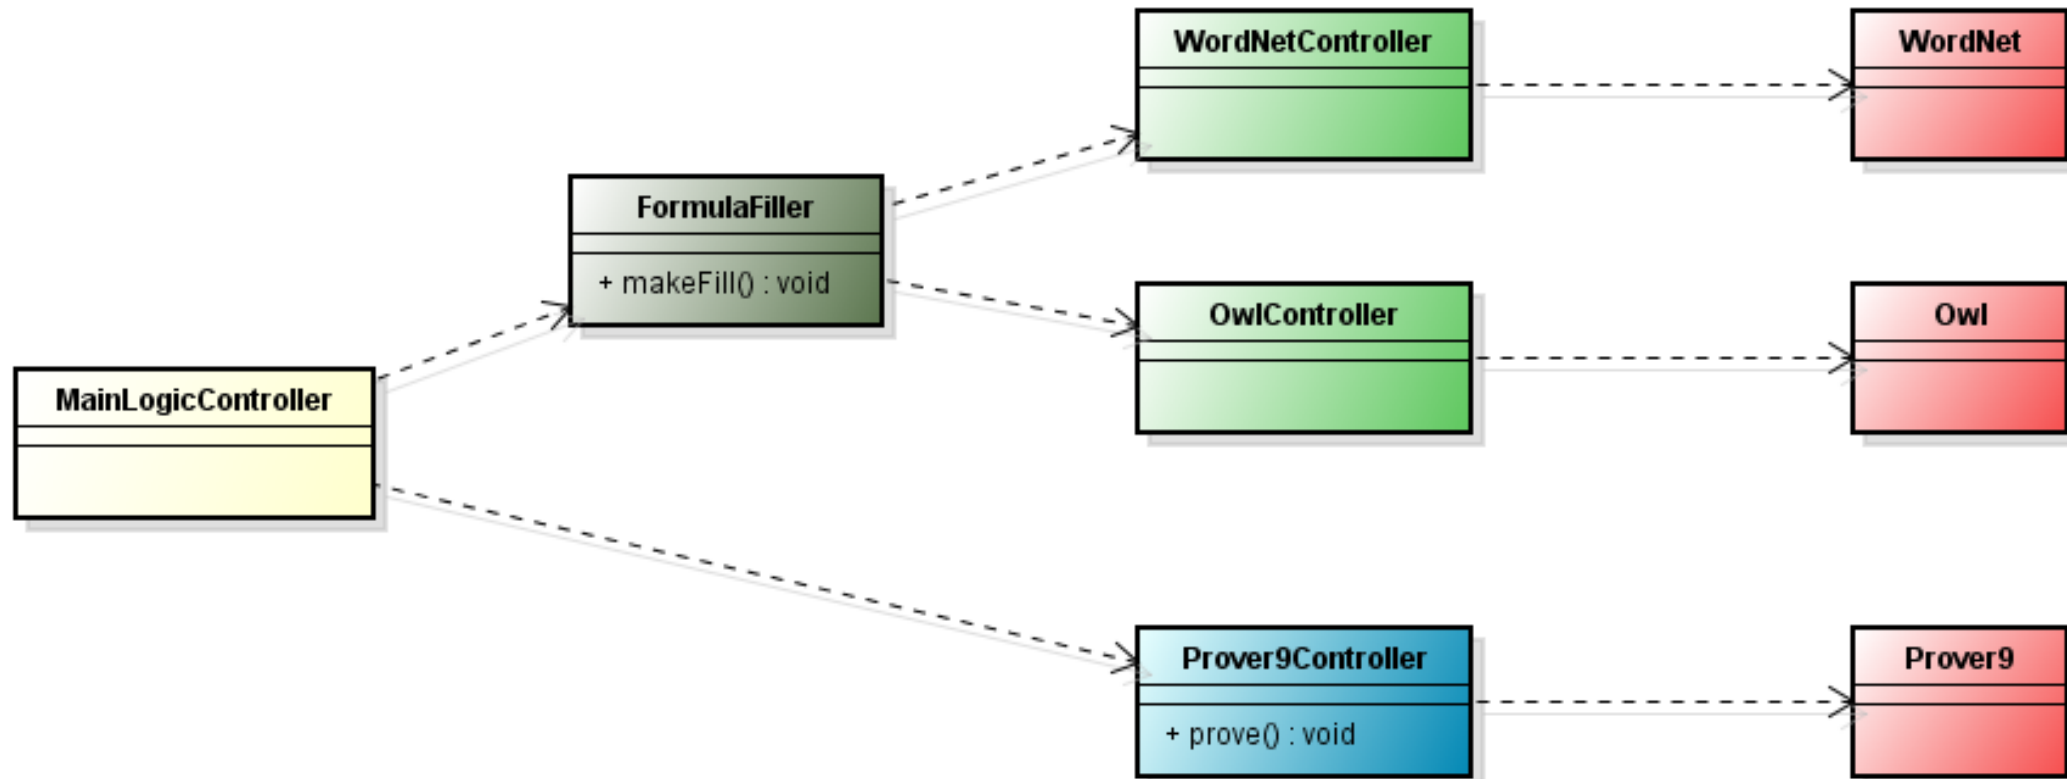 WordNetController
WordNet
FormulaFiller
+ makeFill() : void
OwlController
Owl
MainLogicController
Prover9Controller
+ prove() : void
Prover9